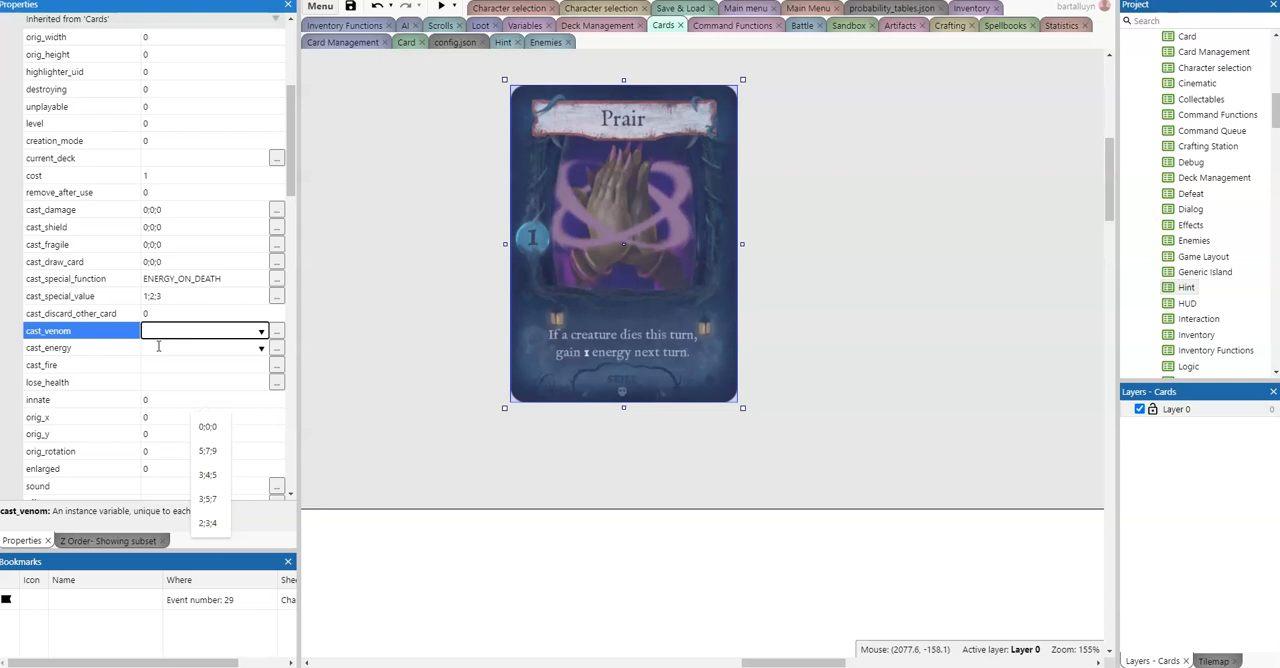 Properties ×
Inherited from 'Cards'
orig_width 0
orig_height 0
highlighter_uid 0
destroying 0
unplayable 0
level 0
creation_mode 0
current_deck ...
cost 1
remove_after_use 0
cast_damage 0;0;0 ...
cast_shield 0;0;0 ...
cast_fragile 0;0;0 ...
cast_draw_card 0;0;0 ...
cast_special_function ENERGY_ON_DEATH ...
cast_special_value 1;2;3 ...
cast_discard_other_card 0
cast_venom ...
cast_energy ...
cast_fire ...
lose_health ...
innate 0
orig_x 0
orig_y 0
orig_rotation 0
enlarged 0
sound ...
0;0;0
5;7;9
3;4;5
3;5;7
2;3;4
cast_venom: An instance variable, unique to each
Properties × Z Order- Showing subset ×
Bookmarks ×
Icon Name Where She
Event number: 29 Cha
Menu
Character selection × Character selection × Save & Load × Main menu × Main Menu × probability_tables.json × Inventory × bartalluyn
Inventory Functions × AI × Scrolls × Loot × Variables × Deck Management × Cards × Command Functions × Battle × Sandbox × Artifacts × Crafting × Spellbooks × Statistics ×
Card Management × Card × config.json × Hint × Enemies ×
Prair
1
If a creature dies this turn,
gain 1 energy next turn.
SKILL
Mouse: (2077.6, -158.1) Active layer: Layer 0 Zoom: 155%
Project ×
Search
Card
Card Management
Character selection
Cinematic
Collectables
Command Functions
Command Queue
Crafting Station
Debug
Deck Management
Defeat
Dialog
Effects
Enemies
Game Layout
Generic Island
Hint
HUD
Interaction
Inventory
Inventory Functions
Logic
Layers - Cards ×
Layer 0 0
Layers - Cards × Tilemap ×